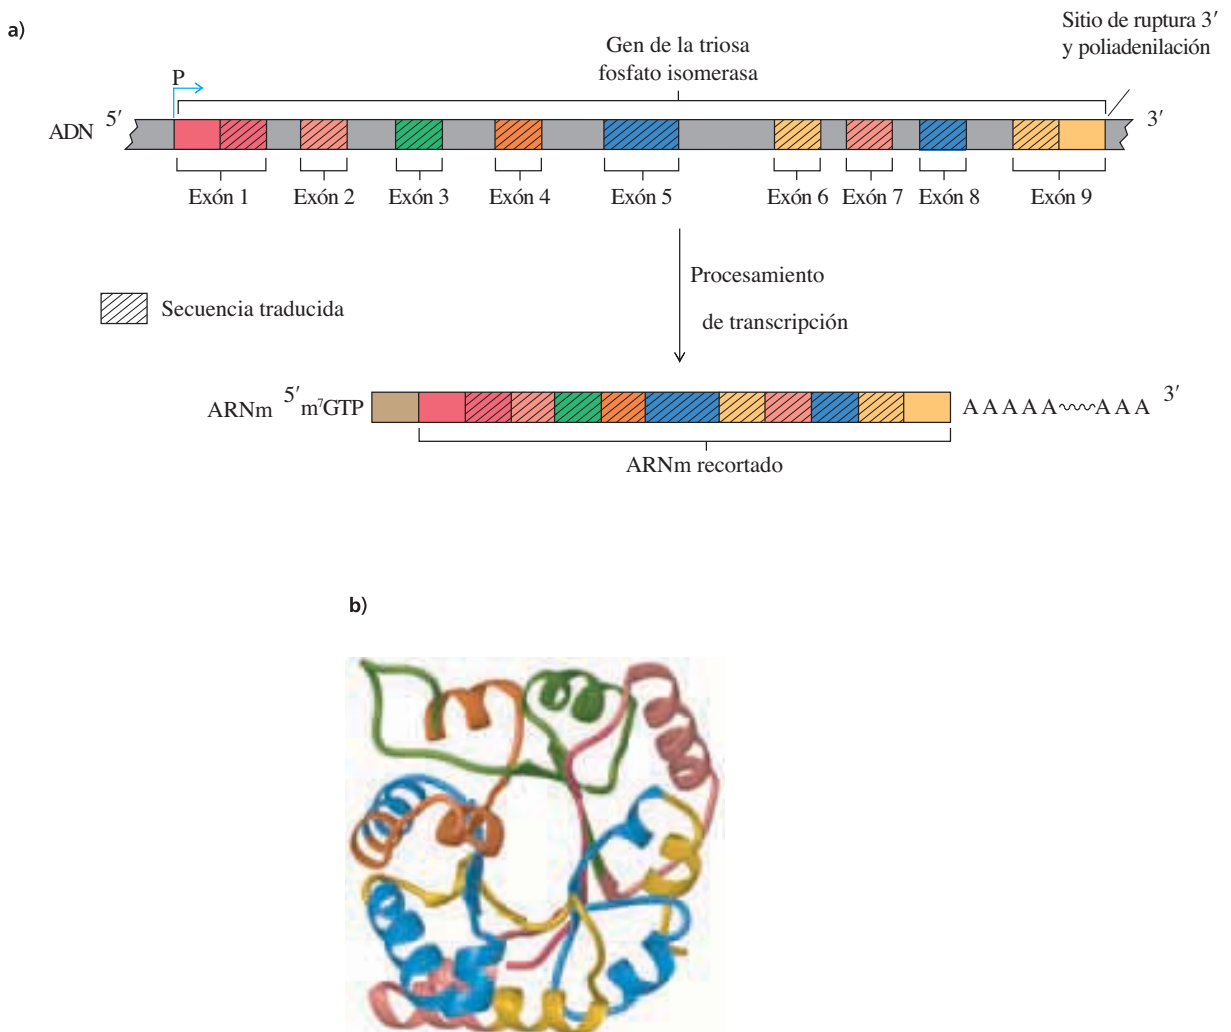 a)
Sitio de ruptura 3′
y poliadenilación
Gen de la triosa
fosfato isomerasa
P
ADN 5′ 3′
Exón 1 Exón 2 Exón 3 Exón 4 Exón 5 Exón 6 Exón 7 Exón 8 Exón 9
Procesamiento
de transcripción
Secuencia traducida
ARNm 5′ m⁷GTP A A A A A A A A 3′
ARNm recortado
b)